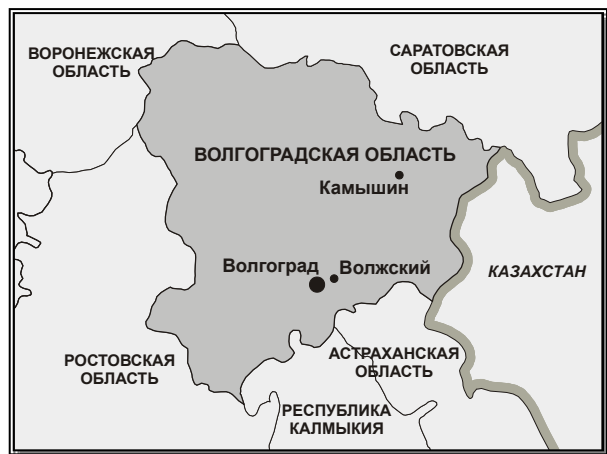 ВОРОНЕЖСКАЯ
ОБЛАСТЬ
САРАТОВСКАЯ
ОБЛАСТЬ
ВОЛГОГРАДСКАЯ ОБЛАСТЬ
Камышин
Волгоград
Волжский
КАЗАХСТАН
РОСТОВСКАЯ
ОБЛАСТЬ
АСТРАХАНСКАЯ
ОБЛАСТЬ
РЕСПУБЛИКА
КАЛМЫКИЯ